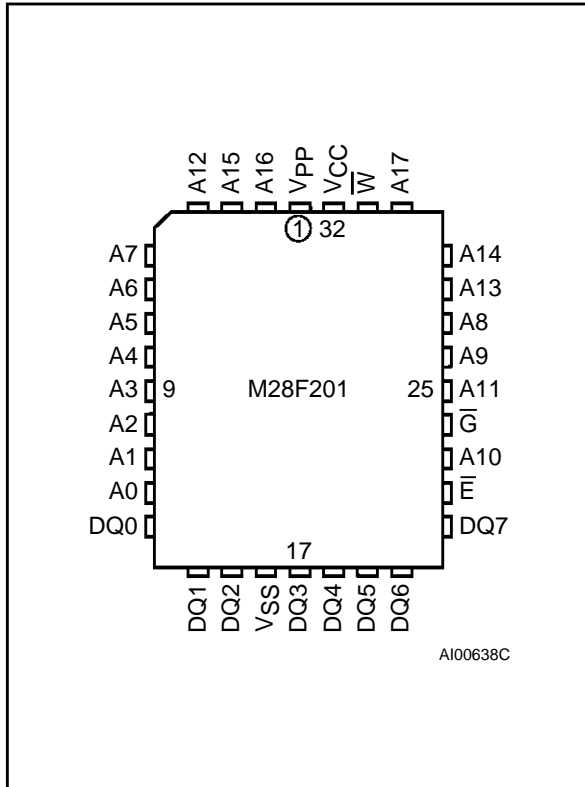 A12 A15 A16 VPP VCC W̅ A17
1 32
A7 A14
A6 A13
A5 A8
A4 A9
A3 9 M28F201 25 A11
A2 G̅
A1 A10
A0 E̅
DQ0 DQ7
17
DQ1 DQ2 VSS DQ3 DQ4 DQ5 DQ6
AI00638C